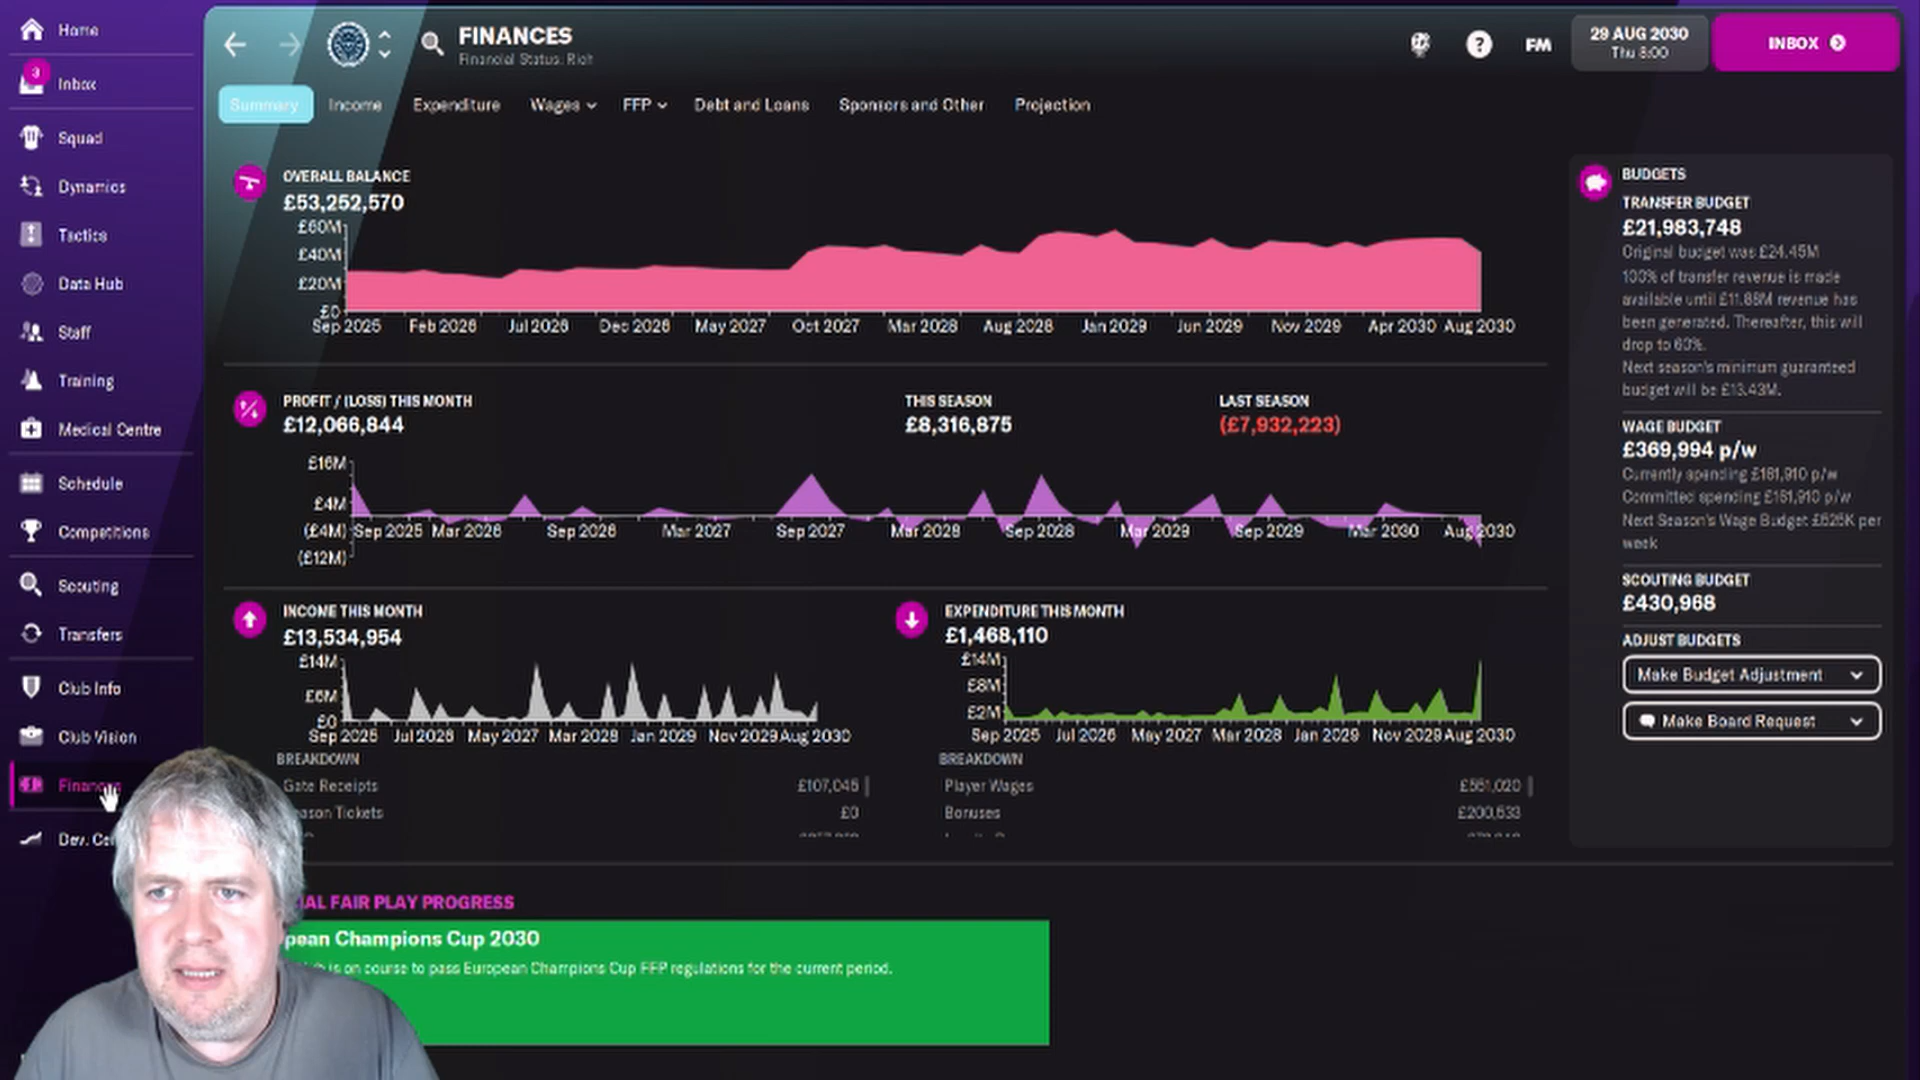 Home
FINANCES
Financial Status: Rich
FM
29 AUG 2030
Thu 8:00
INBOX
3
Inbox
Summary
Income
Expenditure
Wages
FFP
Debt and Loans
Sponsors and Other
Projection
Squad
Dynamics
Tactics
Data Hub
Staff
Training
Medical Centre
Schedule
Competitions
Scouting
Transfers
Club Info
Club Vision
Finances
OVERALL BALANCE
£53,252,570
£60M
£40M
£20M
£0
Sep 2025 Feb 2026 Jul 2026 Dec 2026 May 2027 Oct 2027 Mar 2028 Aug 2028 Jan 2029 Jun 2029 Nov 2029 Apr 2030 Aug 2030
PROFIT / (LOSS) THIS MONTH
£12,066,844
THIS SEASON
£8,316,875
LAST SEASON
(£7,932,223)
£16M
£4M
(£4M)
(£12M)
Sep 2025 Mar 2026 Sep 2026 Mar 2027 Sep 2027 Mar 2028 Sep 2028 Mar 2029 Sep 2029 Mar 2030 Aug 2030
INCOME THIS MONTH
£13,534,954
£14M
£6M
£0
Sep 2025 Jul 2026 May 2027 Mar 2028 Jan 2029 Nov 2029 Aug 2030
BREAKDOWN
Gate Receipts £107,045
eason Tickets £0
EXPENDITURE THIS MONTH
£1,468,110
£14M
£8M
£2M
Sep 2025 Jul 2026 May 2027 Mar 2028 Jan 2029 Nov 2029 Aug 2030
BREAKDOWN
Player Wages £551,020
Bonuses £200,533
BUDGETS
TRANSFER BUDGET
£21,983,748
Original budget was £24.45M
100% of transfer revenue is made
available until £11.88M revenue has
been generated. Thereafter, this will
drop to 60%.
Next season's minimum guaranteed
budget will be £13.43M.
WAGE BUDGET
£369,994 p/w
Currently spending £181,910 p/w
Committed spending £181,910 p/w
Next Season's Wage Budget £525K per
week
SCOUTING BUDGET
£430,968
ADJUST BUDGETS
Make Budget Adjustment
Make Board Request
IAL FAIR PLAY PROGRESS
pean Champions Cup 2030
is on course to pass European Champions Cup FFP regulations for the current period.